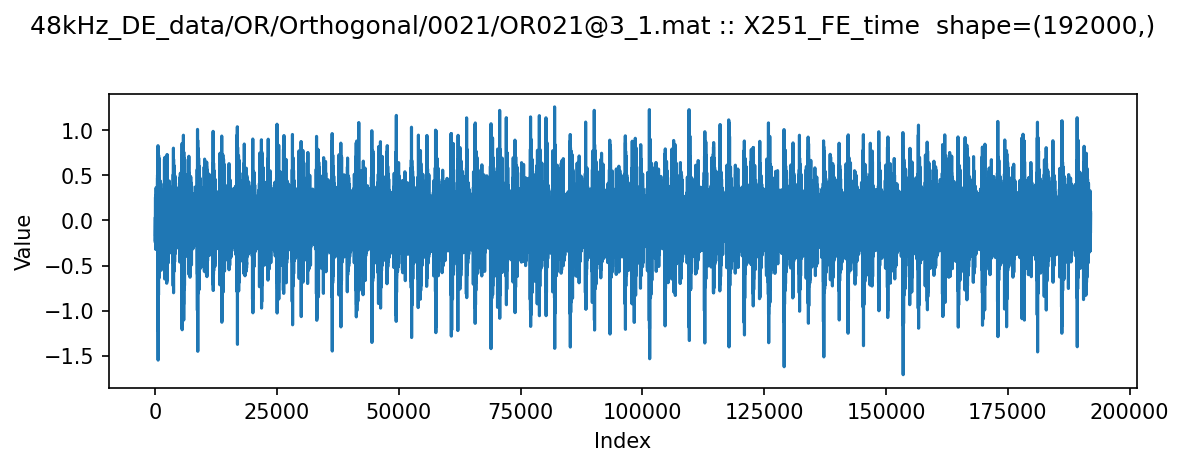 48kHz_DE_data/OR/Orthogonal/0021/OR021@3_1.mat :: X251_FE_time  shape=(192000,)
1.0
0.5
0.0
−0.5
−1.0
−1.5
Value
0 25000 50000 75000 100000 125000 150000 175000 200000
Index